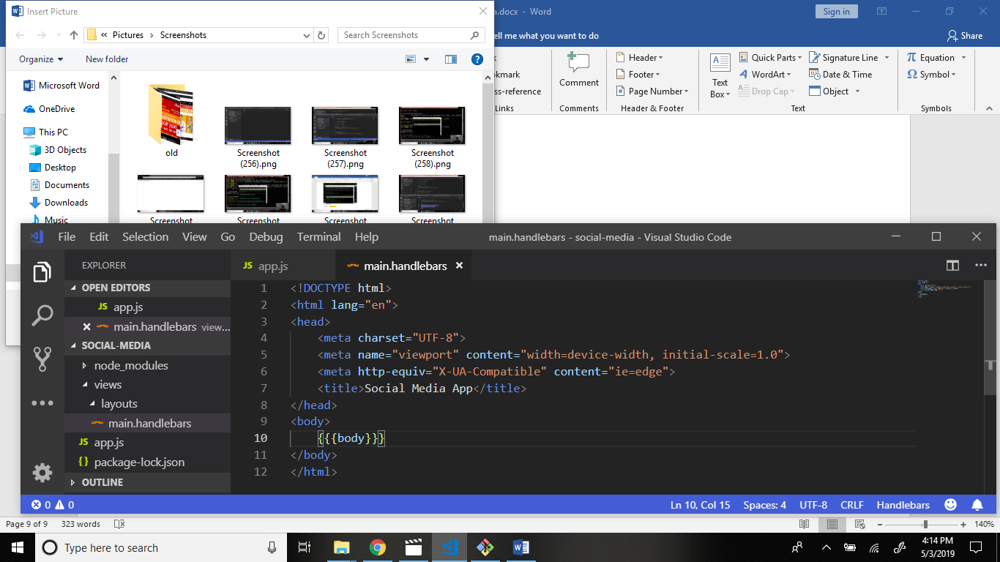 Insert Picture
a.docx - Word
Sign in
Pictures › Screenshots
Search Screenshots
ell me what you want to do
Share
Organize
New folder
Microsoft Word
OneDrive
This PC
3D Objects
Desktop
Documents
Downloads
Music
old
Screenshot (256).png
Screenshot (257).png
Screenshot (258).png
Screenshot
Screenshot
Screenshot
Screenshot
k
okmark
ss-reference
Links
Comment
Comments
Header
Footer
Page Number
Header & Footer
Text Box
Quick Parts
WordArt
Drop Cap
Signature Line
Date & Time
Object
Text
Equation
Symbol
Symbols
File Edit Selection View Go Debug Terminal Help
main.handlebars - social-media - Visual Studio Code
EXPLORER
OPEN EDITORS
JS app.js
main.handlebars view...
SOCIAL-MEDIA
node_modules
views
layouts
main.handlebars
JS app.js
{} package-lock.json
OUTLINE
JS app.js
main.handlebars
1 <!DOCTYPE html>
2 <html lang="en">
3 <head>
4 <meta charset="UTF-8">
5 <meta name="viewport" content="width=device-width, initial-scale=1.0">
6 <meta http-equiv="X-UA-Compatible" content="ie=edge">
7 <title>Social Media App</title>
8 </head>
9 <body>
10 {{{body}}}
11 </body>
12 </html>
0 0
Ln 10, Col 15 Spaces: 4 UTF-8 CRLF Handlebars
Page 9 of 9 323 words
140%
Type here to search
4:14 PM
5/3/2019